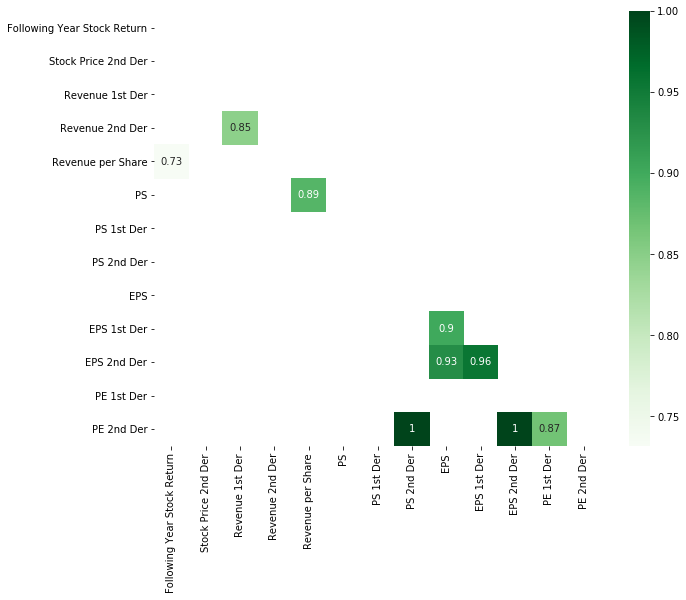 Following Year Stock Return
Stock Price 2nd Der
Revenue 1st Der
Revenue 2nd Der
0.85
Revenue per Share
0.73
PS
0.89
PS 1st Der
PS 2nd Der
EPS
EPS 1st Der
0.9
EPS 2nd Der
0.93
0.96
PE 1st Der
PE 2nd Der
1
1
0.87
Following Year Stock Return
Stock Price 2nd Der
Revenue 1st Der
Revenue 2nd Der
Revenue per Share
PS
PS 1st Der
PS 2nd Der
EPS
EPS 1st Der
EPS 2nd Der
PE 1st Der
PE 2nd Der
1.00
0.95
0.90
0.85
0.80
0.75